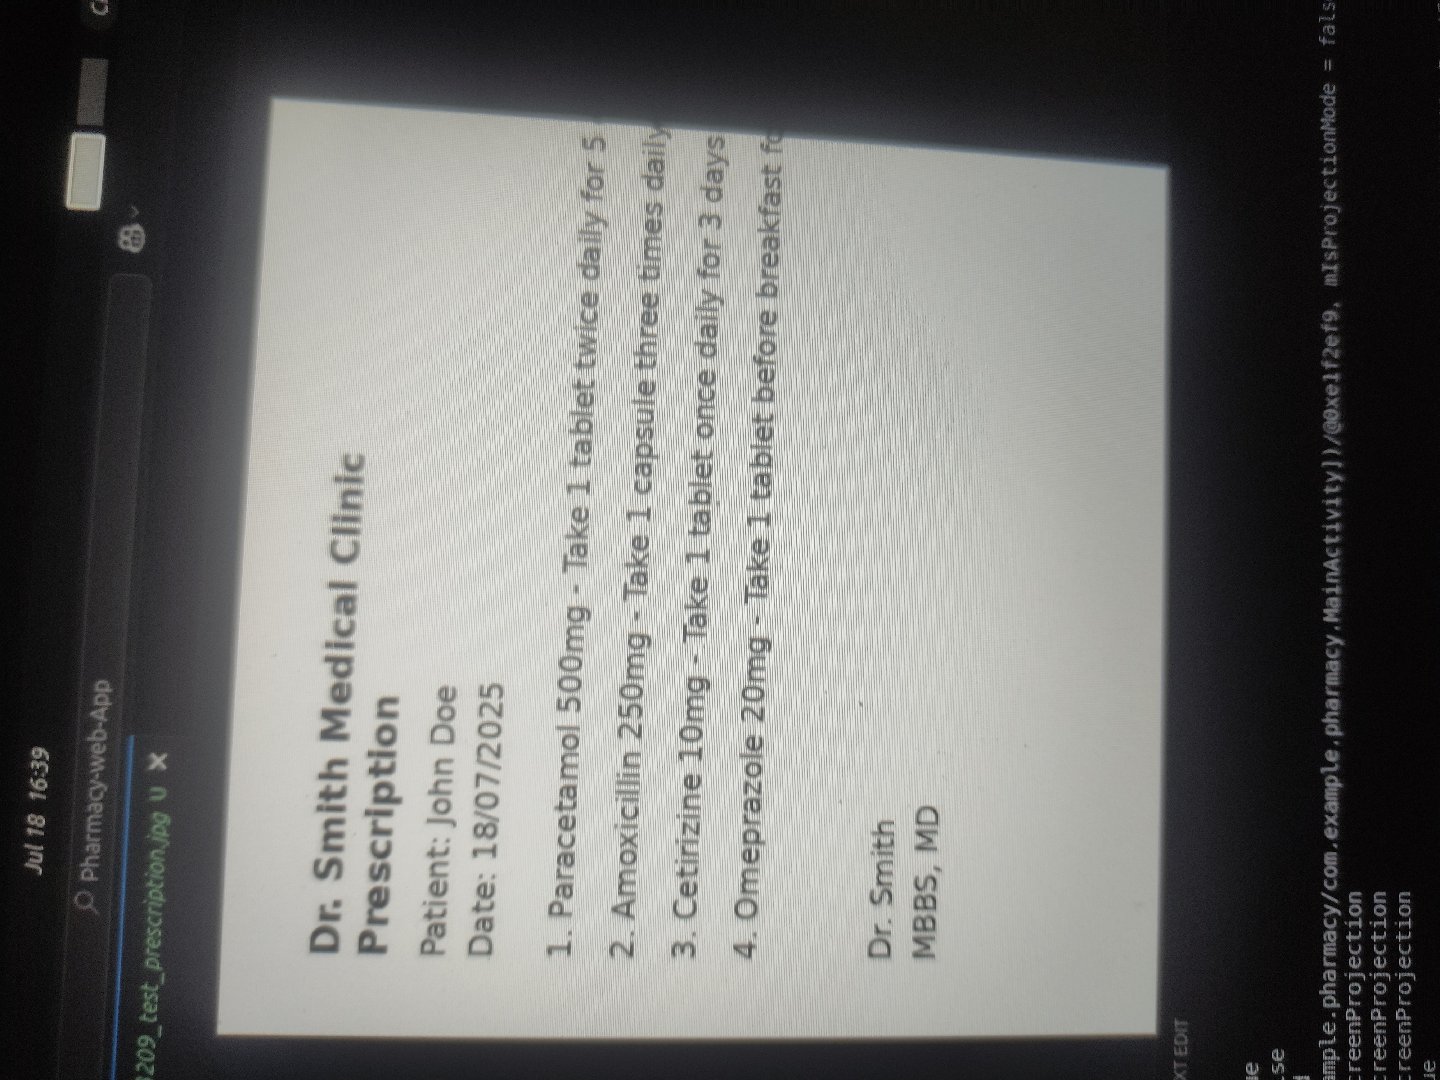 Jul 18 16:39
Pharmacy-web-App
209_test_prescription.jpg U
Dr. Smith Medical Clinic
Prescription
Patient: John Doe
Date: 18/07/2025
1. Paracetamol 500mg - Take 1 tablet twice daily for 5
2. Amoxicillin 250mg - Take 1 capsule three times daily
3. Cetirizine 10mg - Take 1 tablet once daily for 3 days
4. Omeprazole 20mg - Take 1 tablet before breakfast fo
Dr. Smith
MBBS, MD
XT EDIT
ue
lse
ample.pharmacy/com.example.pharmacy.MainActivity])/@0xe1f2ef9, mIsProjectionMode = fals
creenProjection
creenProjection
creenProjection
ue